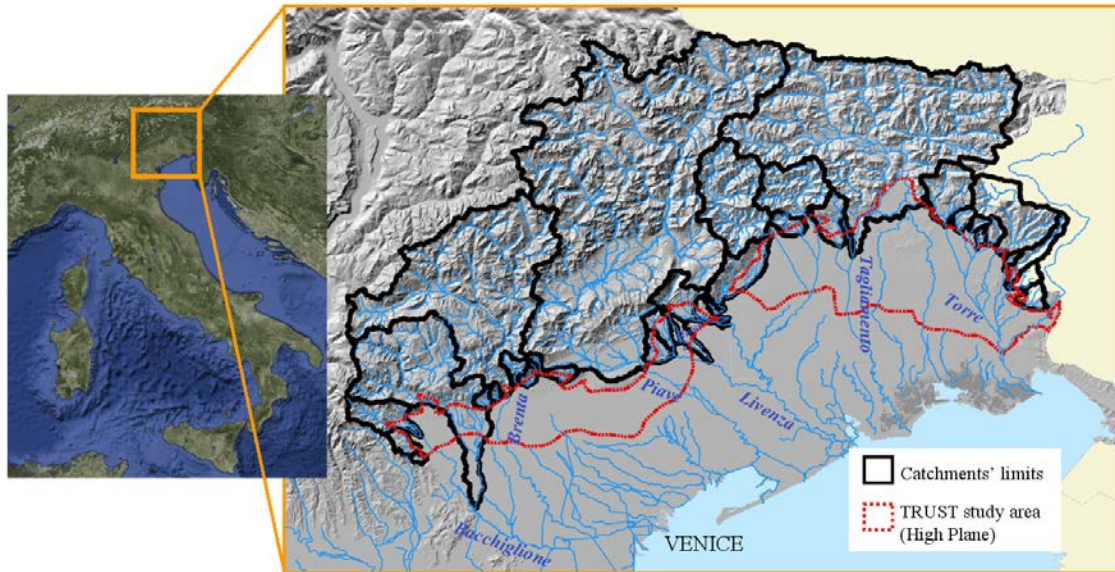 Tagliamento
Torre
Brenta
Piave
Livenza
Bacchiglione
VENICE
Catchments' limits
TRUST study area
(High Plane)